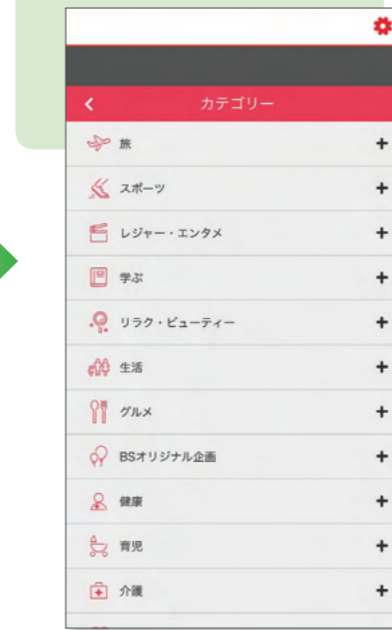 カテゴリー
旅
スポーツ
レジャー・エンタメ
学ぶ
リラク・ビューティー
生活
グルメ
BSオリジナル企画
健康
育児
介護